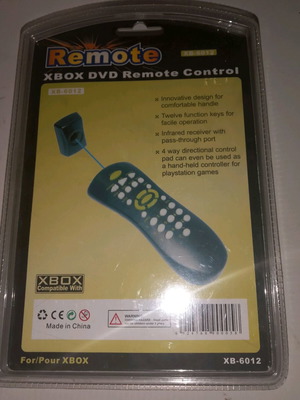 Remote
XB-6012
XBOX DVD Remote Control
XB-6012
Innovative design for
comfortable handle
Twelve function keys for
facile operation
Infrared receiver with
pass-through port
4 way directional control
pad can even be used as
a hand-held controller for
playstation games
XBOX
Compatible With
CE
Made in China
WARNING
For/Pour XBOX
XB-6012